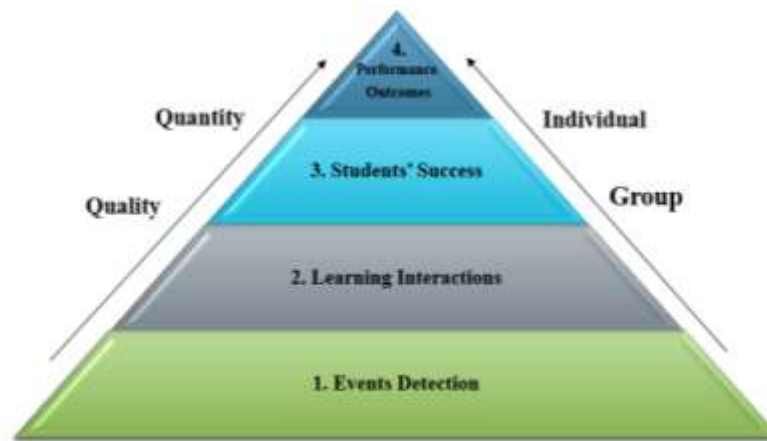 4.
Performance
Outcomes
Quantity
Individual
3. Students' Success
Quality
Group
2. Learning Interactions
1. Events Detection